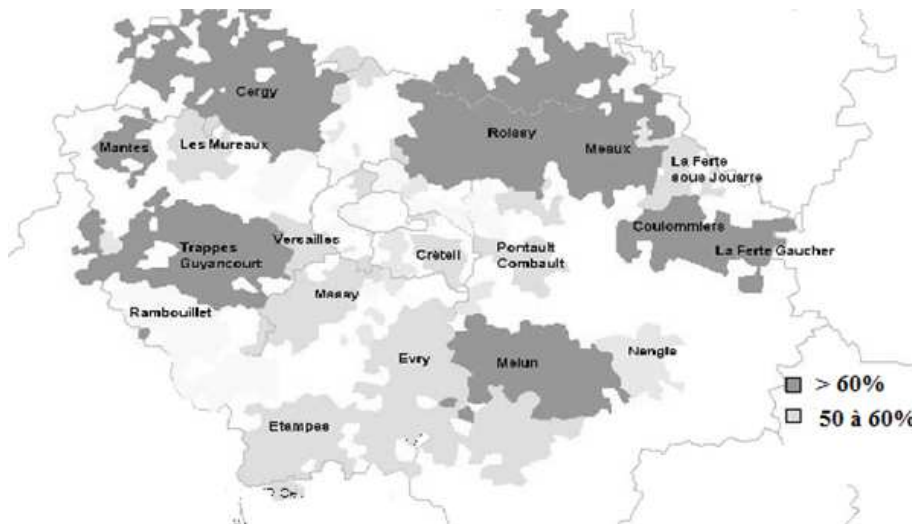 Cergy
Roissy
Mantes
Les Mureaux
Meaux
La Ferte
sous Jouarre
Coulommiers
Trappes
Guyancourt
Versailles
Créteil
Pontault
Combault
La Ferte Gaucher
Massy
Rambouillet
Evry
Melun
Nangis
> 60%
50 à 60%
Etampes